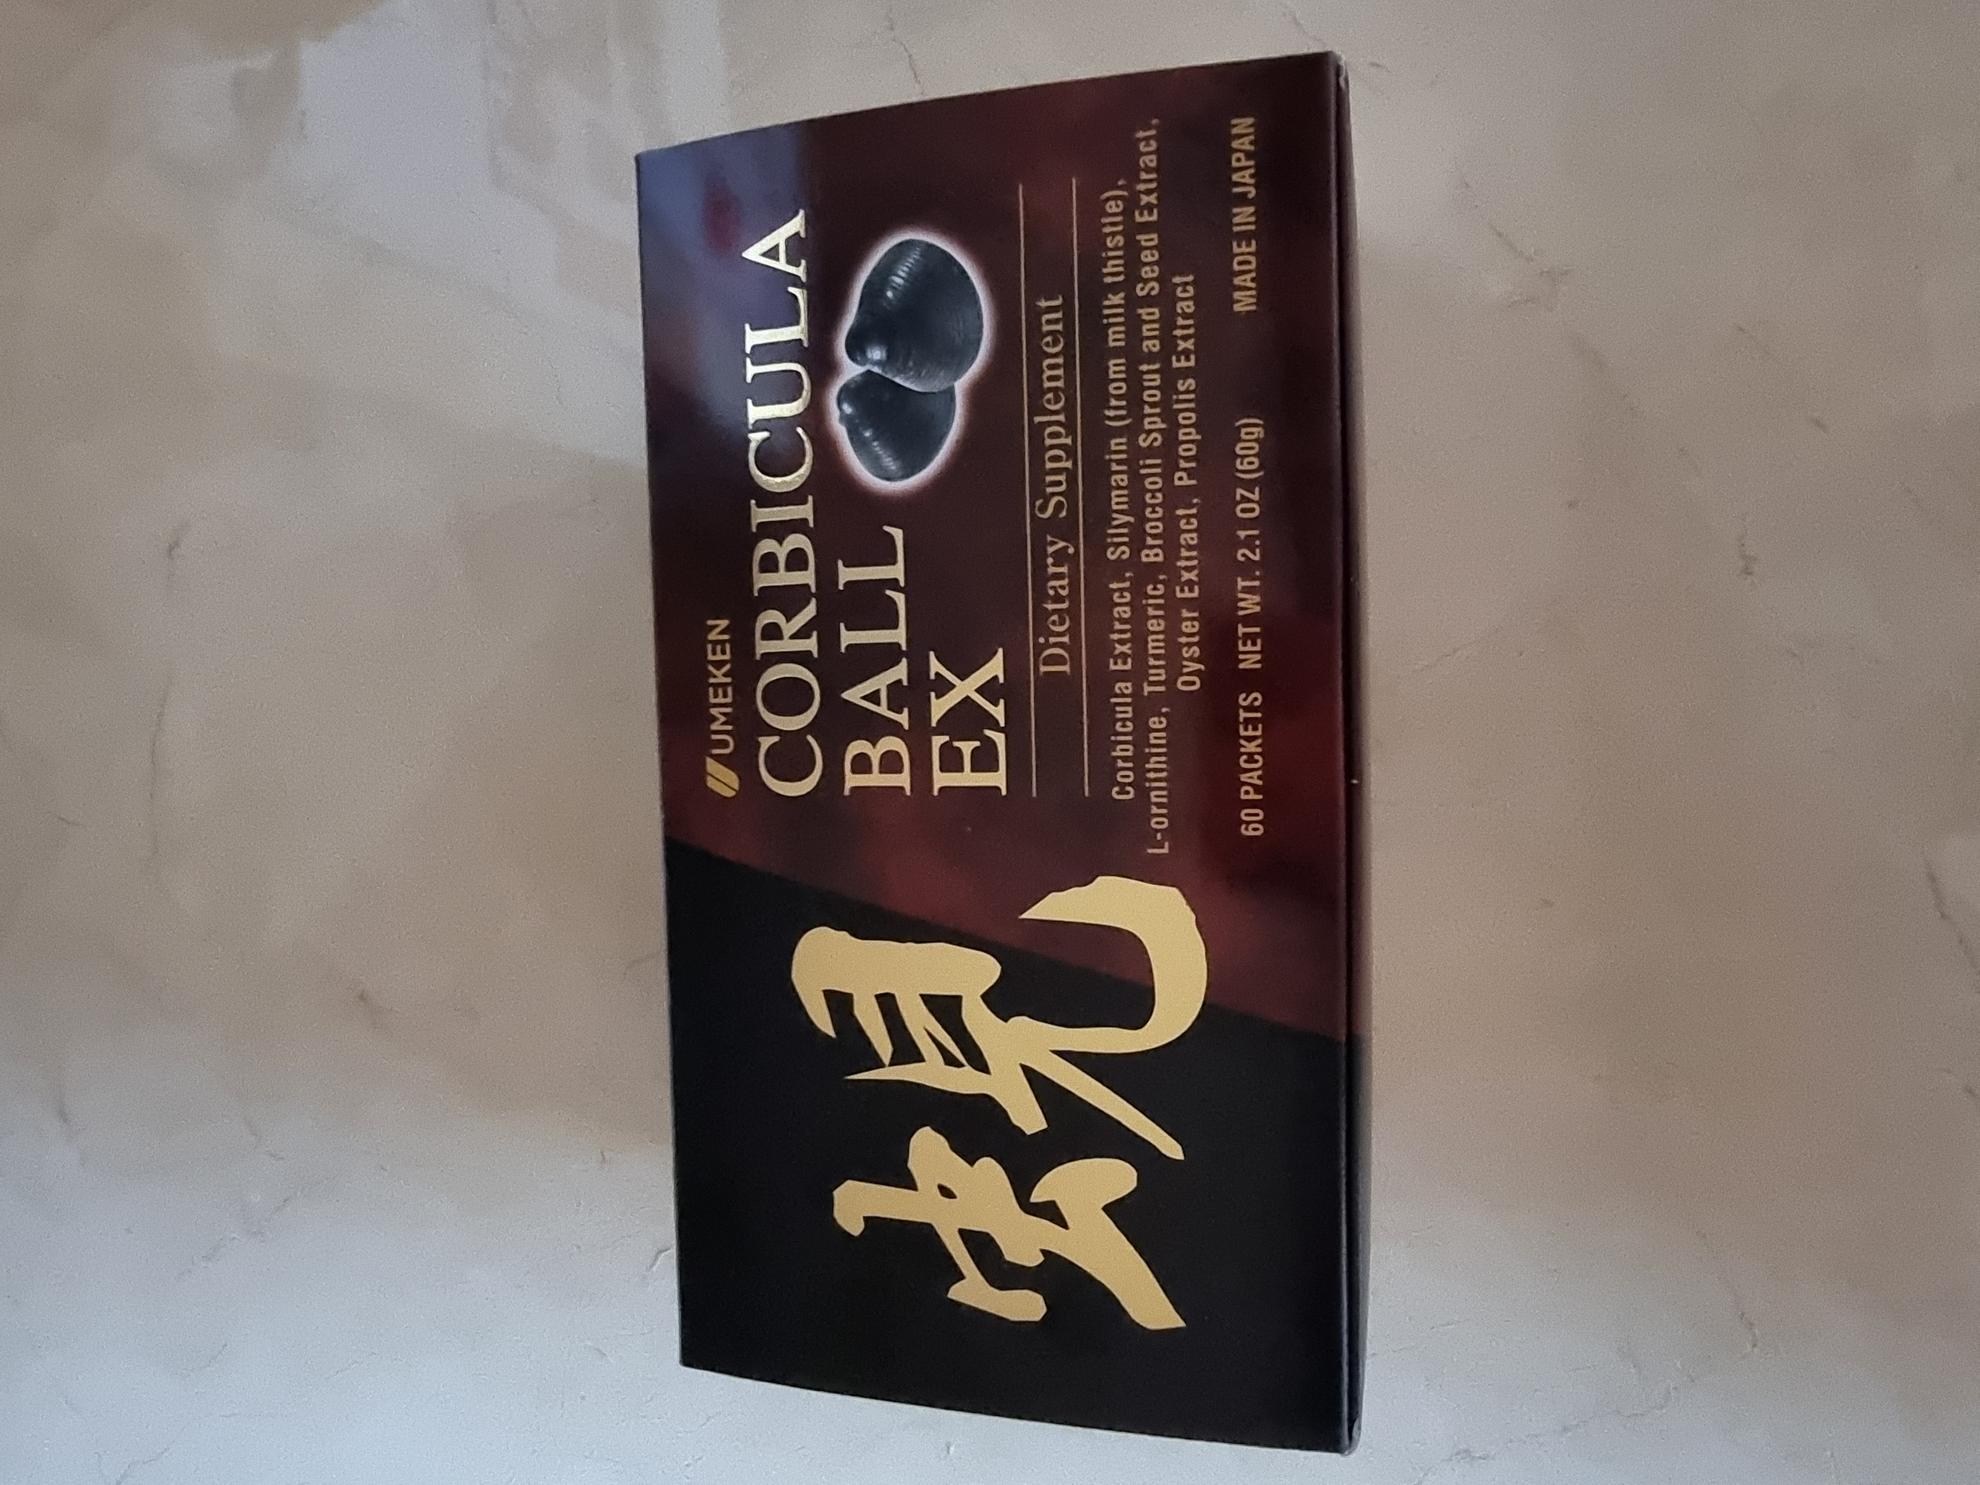 蜆
UMEKEN
CORBICULA
BALL
EX
Dietary Supplement
Corbicula Extract, Silymarin (from milk thistle),
L-ornithine, Turmeric, Broccoli Sprout and Seed Extract,
Oyster Extract, Propolis Extract
60 PACKETS NET WT. 2.1 OZ (60g) MADE IN JAPAN